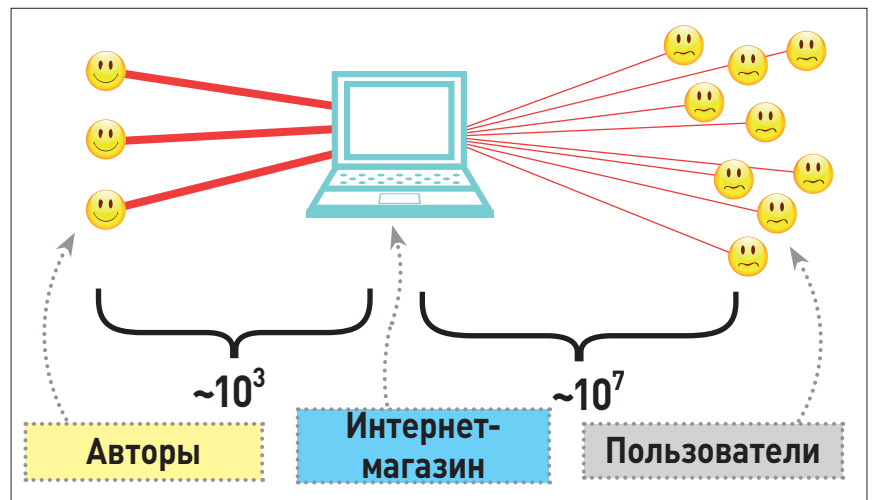 ~10³
~10⁷
Авторы
Интернет-
магазин
Пользователи